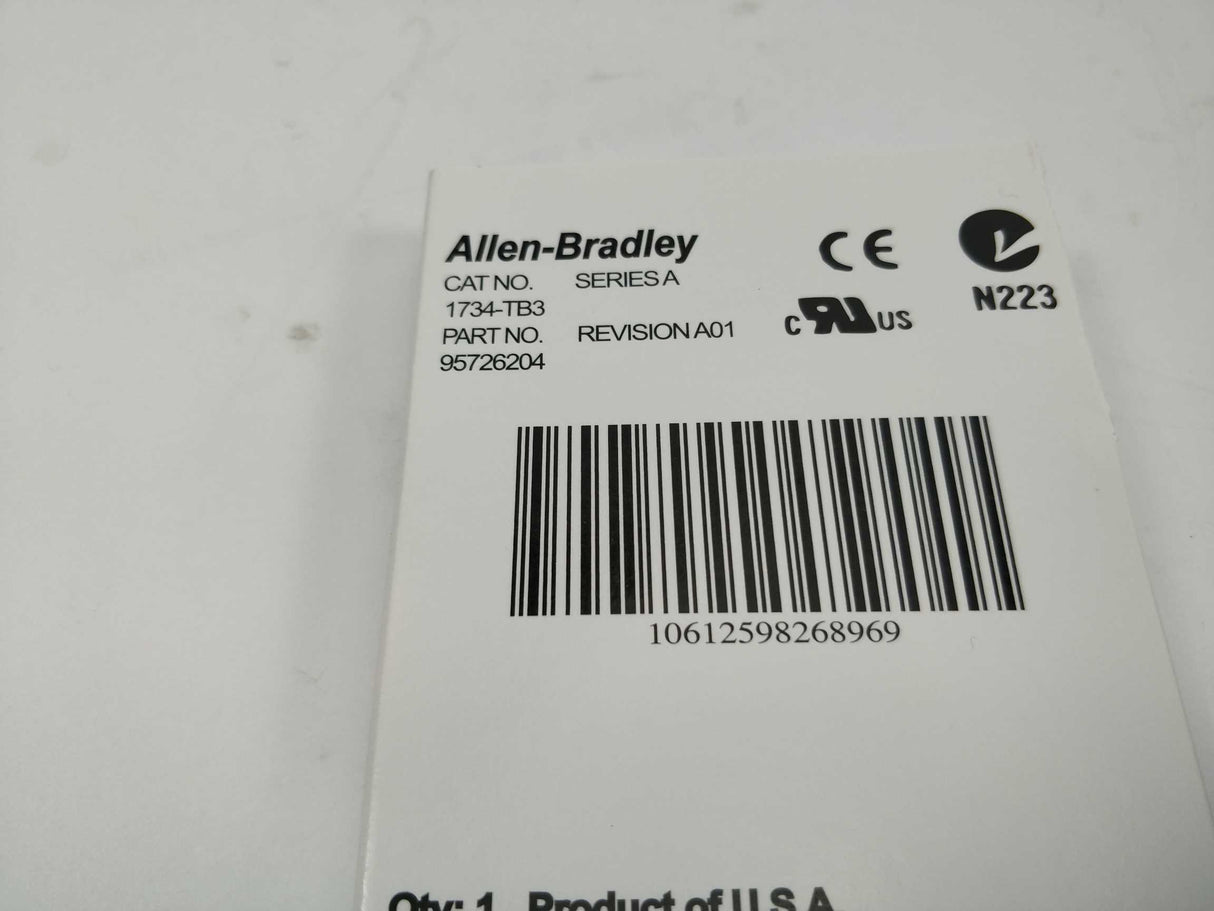 Allen-Bradley
CAT NO. SERIES A
1734-TB3
PART NO. REVISION A01
95726204
CE
c RU US
N223
10612598268969
Qty: 1 Product of U.S.A.